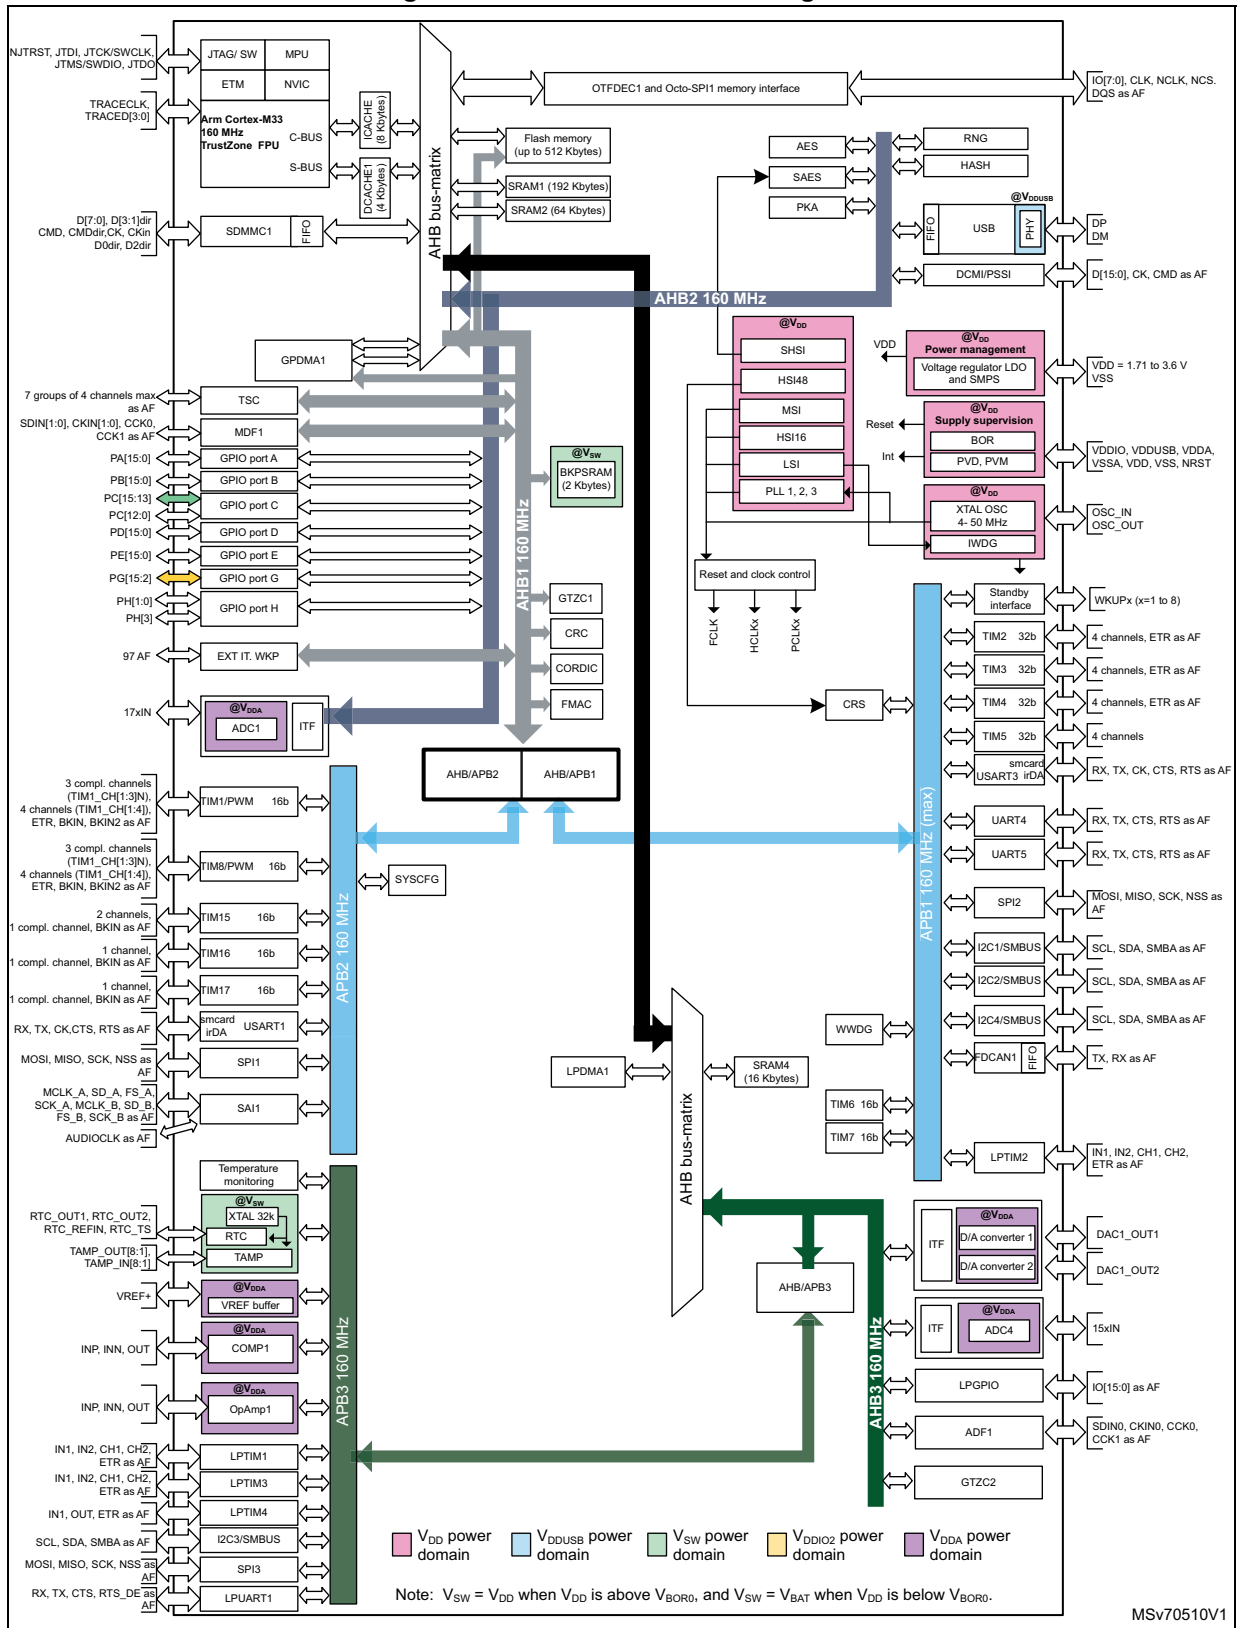 NJTRST, JTDI, JTCK/SWCLK,
JTMS/SWDIO, JTDO
TRACECLK,
TRACED[3:0]
JTAG/ SW
MPU
ETM
NVIC
Arm Cortex-M33
160 MHz
TrustZone FPU
C-BUS
S-BUS
ICACHE
(8 Kbytes)
DCACHE1
(4 Kbytes)
AHB bus-matrix
OTFDEC1 and Octo-SPI1 memory interface
IO[7:0], CLK, NCLK, NCS.
DQS as AF
Flash memory
(up to 512 Kbytes)
SRAM1 (192 Kbytes)
SRAM2 (64 Kbytes)
AES
SAES
PKA
RNG
HASH
@VDDUSB
FIFO
USB
PHY
DP
DM
DCMI/PSSI
D[15:0], CK, CMD as AF
D[7:0], D[3:1]dir
CMD, CMDdir,CK, CKin
D0dir, D2dir
SDMMC1
FIFO
AHB2 160 MHz
GPDMA1
@VDD
SHSI
HSI48
MSI
HSI16
LSI
PLL 1, 2, 3
VDD
@VDD
Power management
Voltage regulator LDO
and SMPS
VDD = 1.71 to 3.6 V
VSS
Reset
Int
@VDD
Supply supervision
BOR
PVD, PVM
VDDIO, VDDUSB, VDDA,
VSSA, VDD, VSS, NRST
@VDD
XTAL OSC
4- 50 MHz
IWDG
OSC_IN
OSC_OUT
7 groups of 4 channels max
as AF
TSC
SDIN[1:0], CKIN[1:0], CCK0,
CCK1 as AF
MDF1
PA[15:0]
GPIO port A
PB[15:0]
GPIO port B
PC[15:13]
PC[12:0]
GPIO port C
PD[15:0]
GPIO port D
PE[15:0]
GPIO port E
PG[15:2]
GPIO port G
PH[1:0]
PH[3]
GPIO port H
97 AF
EXT IT. WKP
@VSW
BKPSRAM
(2 Kbytes)
AHB1 160 MHz
GTZC1
CRC
CORDIC
FMAC
Reset and clock control
FCLK
HCLKx
PCLKx
Standby
interface
WKUPx (x=1 to 8)
TIM2 32b
4 channels, ETR as AF
TIM3 32b
4 channels, ETR as AF
TIM4 32b
4 channels, ETR as AF
TIM5 32b
4 channels
CRS
17xIN
@VDDA
ADC1
ITF
AHB/APB2
AHB/APB1
smcard
USART3 irDA
RX, TX, CK, CTS, RTS as AF
UART4
RX, TX, CTS, RTS as AF
UART5
RX, TX, CTS, RTS as AF
APB1 160 MHz (max)
SPI2
MOSI, MISO, SCK, NSS as
AF
I2C1/SMBUS
SCL, SDA, SMBA as AF
I2C2/SMBUS
SCL, SDA, SMBA as AF
I2C4/SMBUS
SCL, SDA, SMBA as AF
WWDG
FDCAN1
FIFO
TX, RX as AF
TIM6 16b
TIM7 16b
LPTIM2
IN1, IN2, CH1, CH2,
ETR as AF
3 compl. channels
(TIM1_CH[1:3]N),
4 channels (TIM1_CH[1:4]),
ETR, BKIN, BKIN2 as AF
TIM1/PWM 16b
3 compl. channels
(TIM1_CH[1:3]N),
4 channels (TIM1_CH[1:4]),
ETR, BKIN, BKIN2 as AF
TIM8/PWM 16b
SYSCFG
2 channels,
1 compl. channel, BKIN as AF
TIM15 16b
1 channel,
1 compl. channel, BKIN as AF
TIM16 16b
1 channel,
1 compl. channel, BKIN as AF
TIM17 16b
APB2 160 MHz
RX, TX, CK,CTS, RTS as AF
smcard
irDA
USART1
MOSI, MISO, SCK, NSS as
AF
SPI1
MCLK_A, SD_A, FS_A,
SCK_A, MCLK_B, SD_B,
FS_B, SCK_B as AF
AUDIOCLK as AF
SAI1
LPDMA1
AHB bus-matrix
SRAM4
(16 Kbytes)
Temperature
monitoring
@VSW
XTAL 32k
RTC
TAMP
RTC_OUT1, RTC_OUT2,
RTC_REFIN, RTC_TS
TAMP_OUT[8:1],
TAMP_IN[8:1]
VREF+
@VDDA
VREF buffer
INP, INN, OUT
@VDDA
COMP1
INP, INN, OUT
@VDDA
OpAmp1
APB3 160 MHz
AHB/APB3
AHB3 160 MHz
ITF
@VDDA
D/A converter 1
D/A converter 2
DAC1_OUT1
DAC1_OUT2
ITF
@VDDA
ADC4
15xIN
LPGPIO
IO[15:0] as AF
ADF1
SDIN0, CKIN0, CCK0,
CCK1 as AF
GTZC2
IN1, IN2, CH1, CH2,
ETR as AF
LPTIM1
IN1, IN2, CH1, CH2,
ETR as AF
LPTIM3
IN1, OUT, ETR as AF
LPTIM4
SCL, SDA, SMBA as AF
I2C3/SMBUS
MOSI, MISO, SCK, NSS as
AF
SPI3
RX, TX, CTS, RTS_DE as
AF
LPUART1
VDD power
domain
VDDUSB power
domain
VSW power
domain
VDDIO2 power
domain
VDDA power
domain
Note: VSW = VDD when VDD is above VBOR0, and VSW = VBAT when VDD is below VBOR0.
MSv70510V1